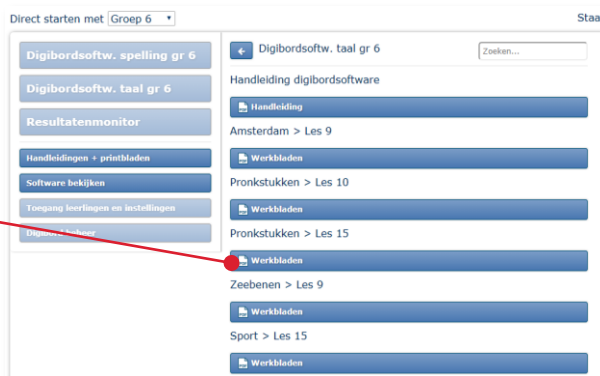 Direct starten met Groep 6
Staa
Digibordsoftw. spelling gr 6
Digibordsoftw. taal gr 6
Resultatenmonitor
Handleidingen + printbladen
Software bekijken
Toegang leerlingen en instellingen
Digibord beheer
Digibordsoftw. taal gr 6
Zoeken...
Handleiding digibordsoftware
Handleiding
Amsterdam > Les 9
Werkbladen
Pronkstukken > Les 10
Werkbladen
Pronkstukken > Les 15
Werkbladen
Zeebenen > Les 9
Werkbladen
Sport > Les 15
Werkbladen